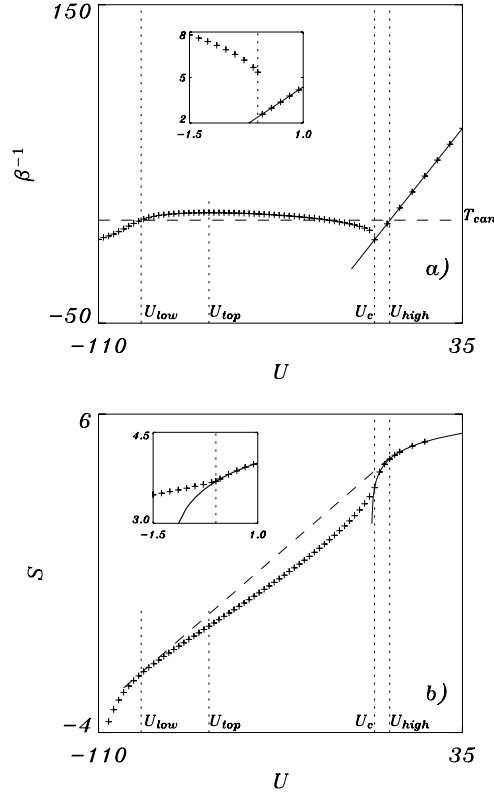 150
8
5
2
-1.5
1.0
β⁻¹
T_can
a)
-50
U_low
U_top
U_c
U_high
-110
35
U
6
4.5
3.0
-1.5
1.0
S
b)
-4
U_low
U_top
U_c
U_high
-110
35
U